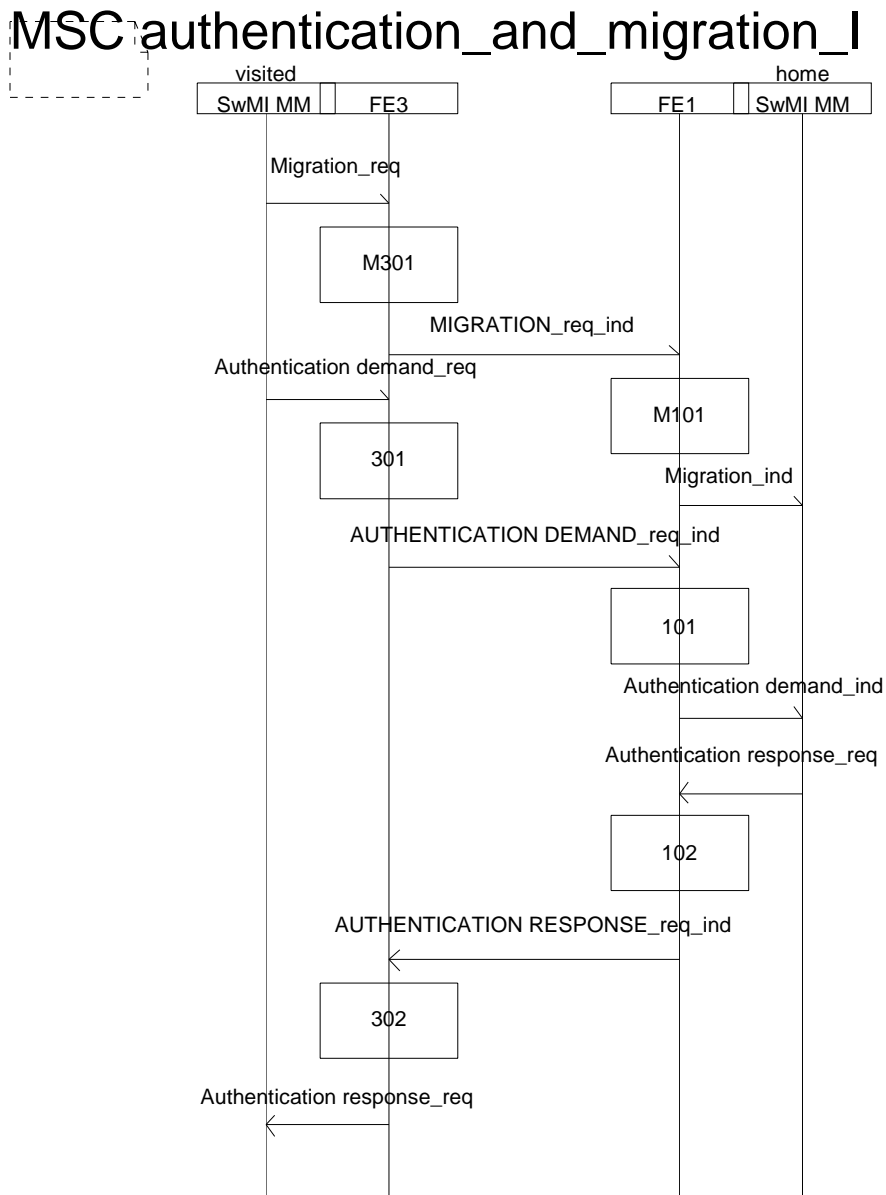 MSC authentication_and_migration_I
visited
home
SwMI MM
FE3
FE1
SwMI MM
Migration_req
M301
MIGRATION_req_ind
Authentication demand_req
M101
301
Migration_ind
AUTHENTICATION DEMAND_req_ind
101
Authentication demand_ind
Authentication response_req
102
AUTHENTICATION RESPONSE_req_ind
302
Authentication response_req